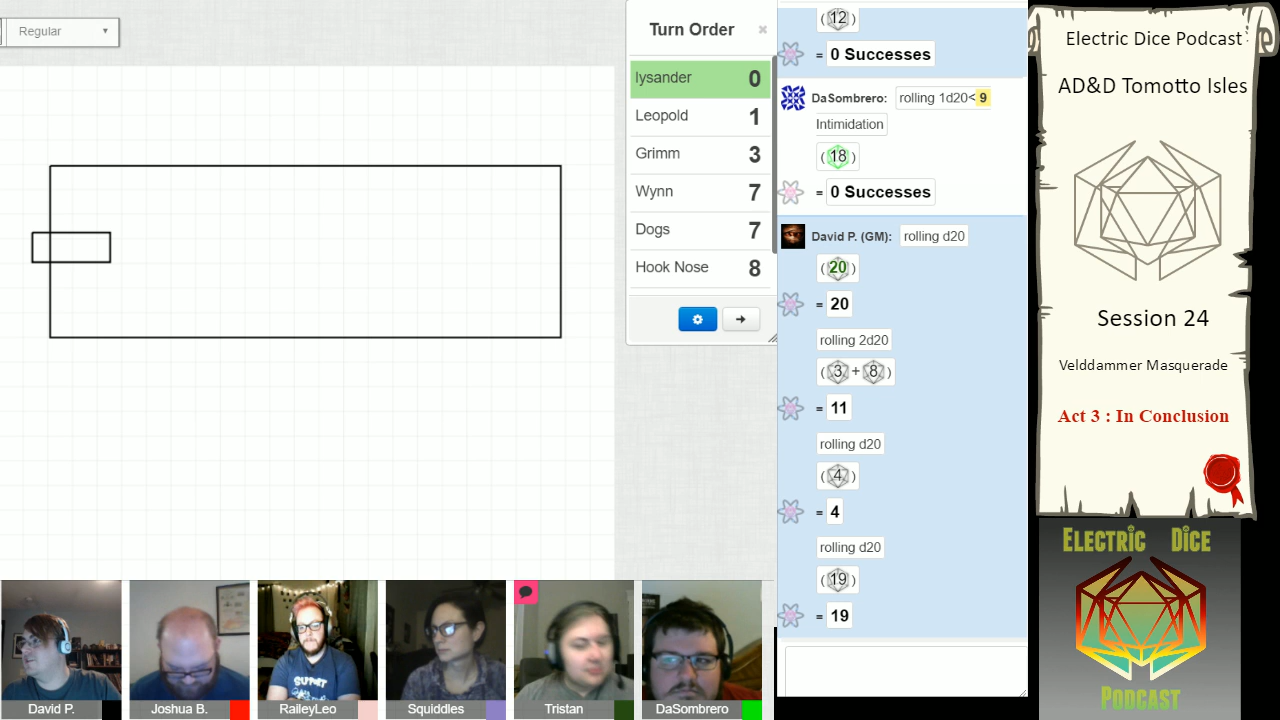 Regular
Turn Order
×
lysander 0
Leopold 1
Grimm 3
Wynn 7
Dogs 7
Hook Nose 8
(12)
= 0 Successes
DaSombrero: rolling 1d20<9
Intimidation
(18)
= 0 Successes
David P. (GM): rolling d20
(20)
= 20
rolling 2d20
(3+8)
= 11
rolling d20
(4)
= 4
rolling d20
(19)
= 19
Electric Dice Podcast
AD&D Tomotto Isles
Session 24
Velddammer Masquerade
Act 3 : In Conclusion
Electric Dice
Podcast
SUPET
David P.
Joshua B.
RaileyLeo
Squiddles
Tristan
DaSombrero